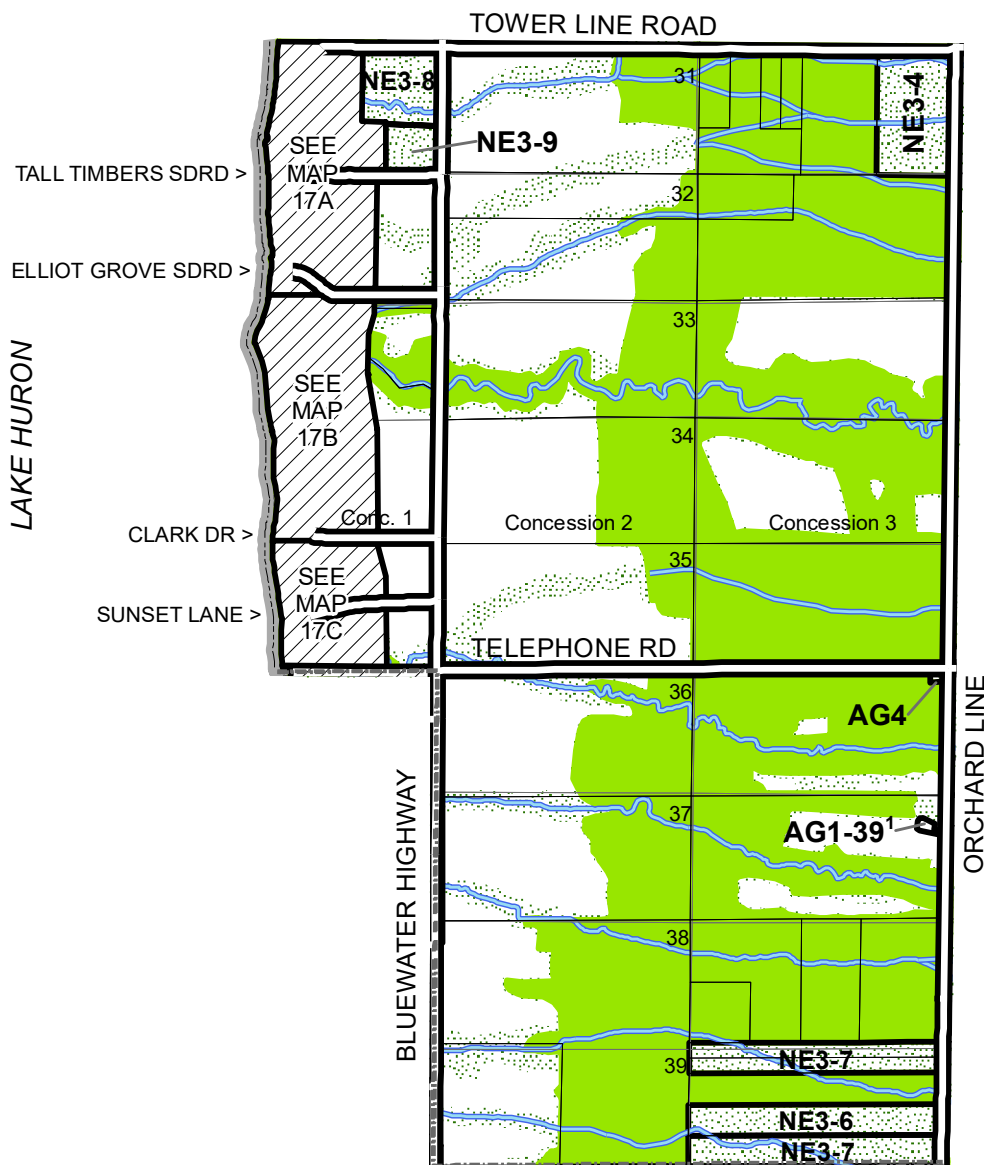 TOWER LINE ROAD
NE3-8
31
NE3-4
NE3-9
SEE
MAP
17A
TALL TIMBERS SDRD >
32
ELLIOT GROVE SDRD >
33
LAKE HURON
SEE
MAP
17B
34
Conc. 1
Concession 2
Concession 3
CLARK DR >
35
SEE
MAP
17C
SUNSET LANE >
TELEPHONE RD
36
AG4
ORCHARD LINE
BLUEWATER HIGHWAY
37
AG1-39¹
38
39
NE3-7
NE3-6
NE3-7